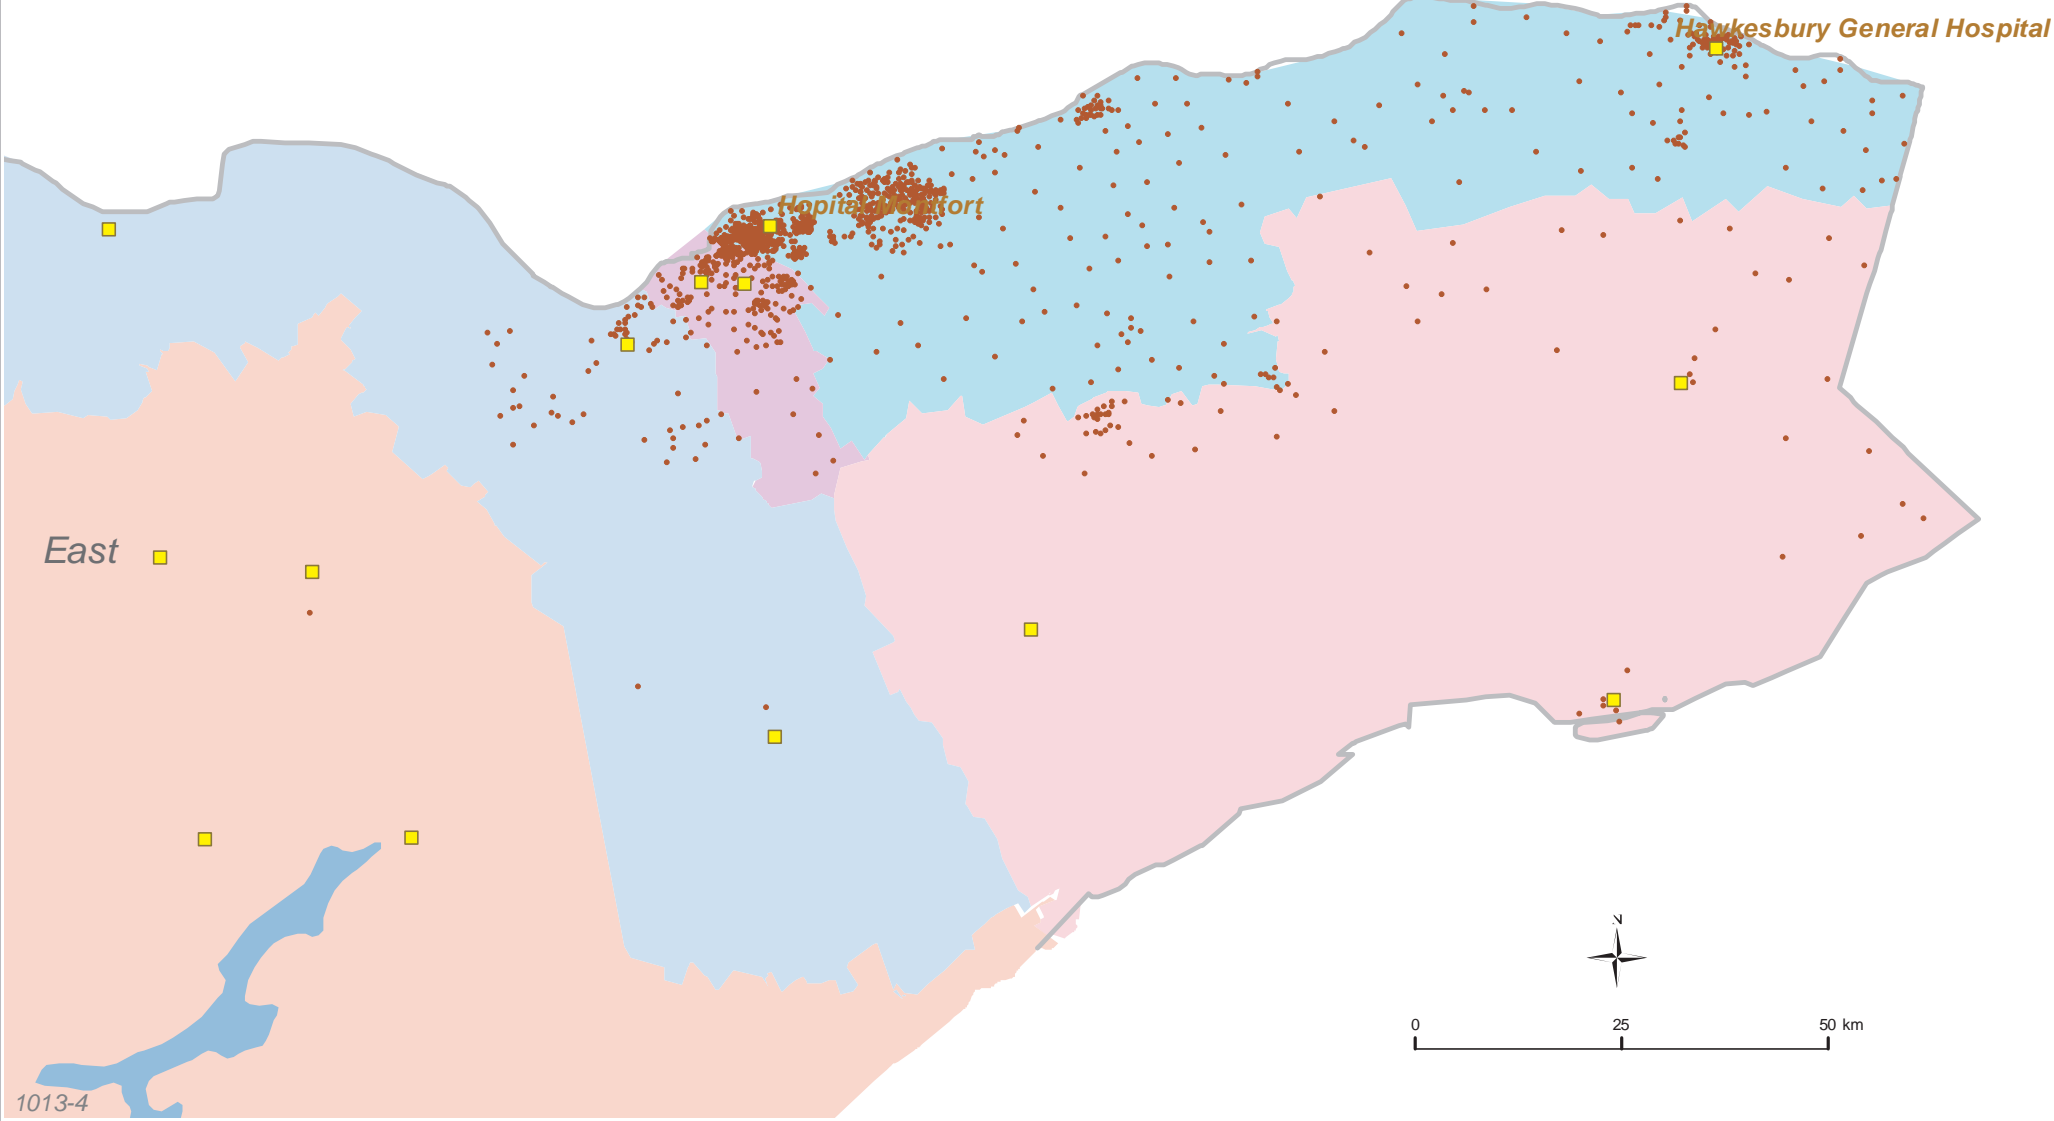 Hawkesbury General Hospital
Hopital Montfort
East
N
0 25 50 km
1013-4